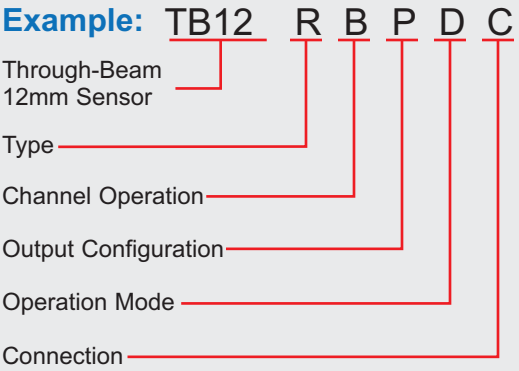 Example: TB12 R B P D C
Through-Beam
12mm Sensor
Type
Channel Operation
Output Configuration
Operation Mode
Connection